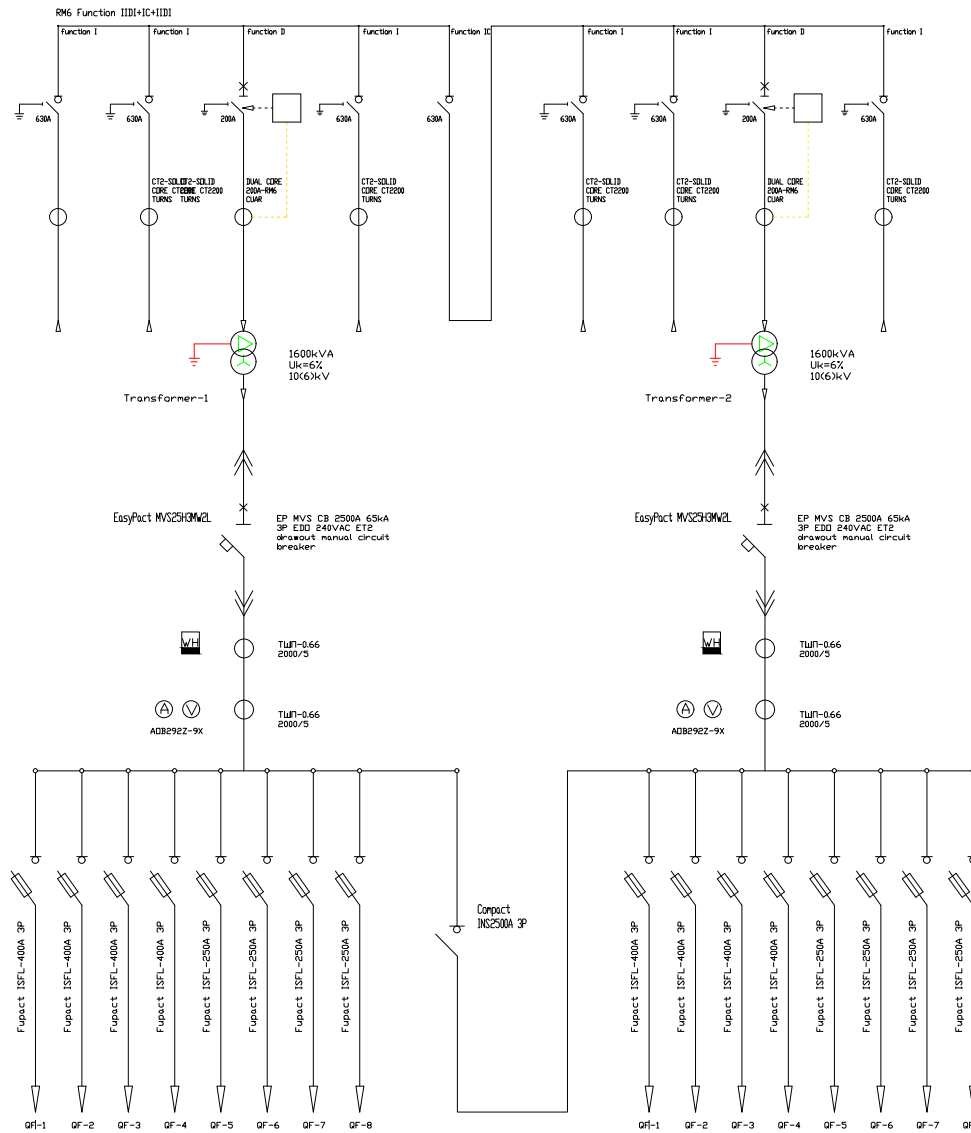 RM6 Function IIDI+IC+IIDI
function I
function I
function D
function I
function IC
function I
function I
function D
function I
630A
630A
200A
630A
630A
630A
630A
200A
630A
CT2-SOLID
CORE CT2200
TURNS
CT2-SOLID
CORE CT2200
TURNS
DUAL CORE
200A-RM6
CUAR
CT2-SOLID
CORE CT2200
TURNS
CT2-SOLID
CORE CT2200
TURNS
CT2-SOLID
CORE CT2200
TURNS
DUAL CORE
200A-RM6
CUAR
CT2-SOLID
CORE CT2200
TURNS
1600kVA
Uk=6%
10(6)kV
Transformer-1
1600kVA
Uk=6%
10(6)kV
Transformer-2
EasyPact MVS25H3MW2L
EP MVS CB 2500A 65kA
3P EDO 240VAC ET2
drawout manual circuit
breaker
EasyPact MVS25H3MW2L
EP MVS CB 2500A 65kA
3P EDO 240VAC ET2
drawout manual circuit
breaker
WH
ТШП-0.66
2000/5
WH
ТШП-0.66
2000/5
A
V
AOB292Z-9X
ТШП-0.66
2000/5
A
V
AOB292Z-9X
ТШП-0.66
2000/5
Compact
INS2500A 3P
Fupact ISFL-400A 3P
Fupact ISFL-400A 3P
Fupact ISFL-400A 3P
Fupact ISFL-400A 3P
Fupact ISFL-250A 3P
Fupact ISFL-250A 3P
Fupact ISFL-250A 3P
Fupact ISFL-250A 3P
Fupact ISFL-400A 3P
Fupact ISFL-400A 3P
Fupact ISFL-400A 3P
Fupact ISFL-400A 3P
Fupact ISFL-250A 3P
Fupact ISFL-250A 3P
Fupact ISFL-250A 3P
Fupact ISFL-250A 3P
QF-1
QF-2
QF-3
QF-4
QF-5
QF-6
QF-7
QF-8
QF-1
QF-2
QF-3
QF-4
QF-5
QF-6
QF-7